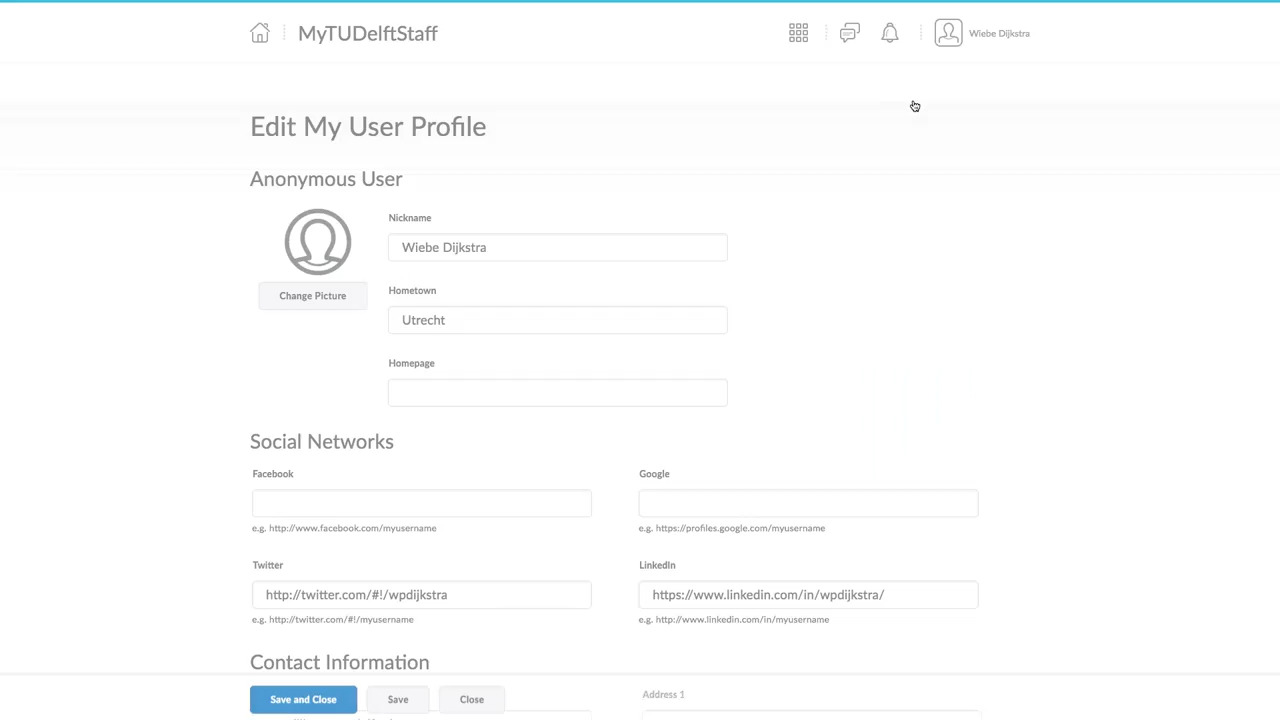 MyTUDelftStaff
Wiebe Dijkstra
Edit My User Profile
Anonymous User
Nickname
Wiebe Dijkstra
Change Picture
Hometown
Utrecht
Homepage
Social Networks
Facebook
Google
e.g. http://www.facebook.com/myusername
e.g. https://profiles.google.com/myusername
Twitter
LinkedIn
http://twitter.com/#!/wpdijkstra
https://www.linkedin.com/in/wpdijkstra/
e.g. http://twitter.com/#!/myusername
e.g. http://www.linkedin.com/in/myusername
Contact Information
Save and Close
Save
Close
Address 1